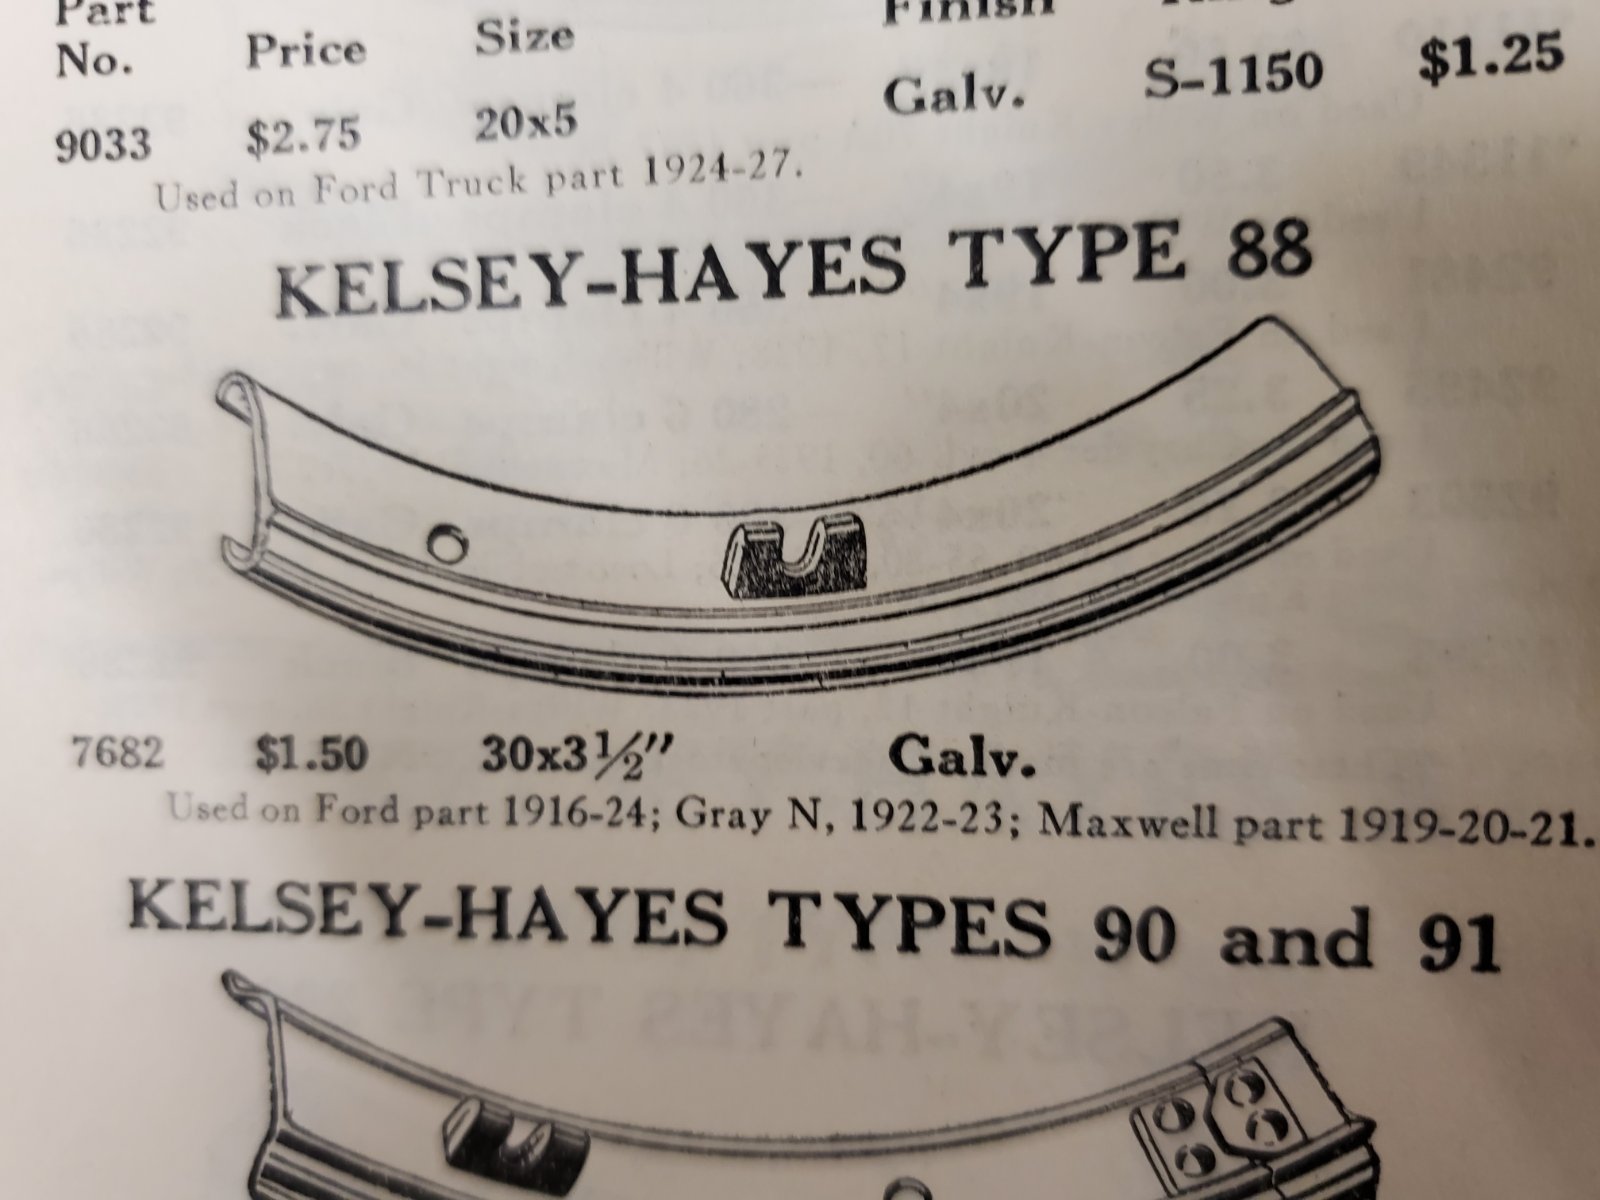 Part Finish
No. Price Size
9033 $2.75 20x5 Galv. S-1150 $1.25
Used on Ford Truck part 1924-27.
KELSEY-HAYES TYPE 88
7682 $1.50 30x3½" Galv.
Used on Ford part 1916-24; Gray N, 1922-23; Maxwell part 1919-20-21.
KELSEY-HAYES TYPES 90 and 91